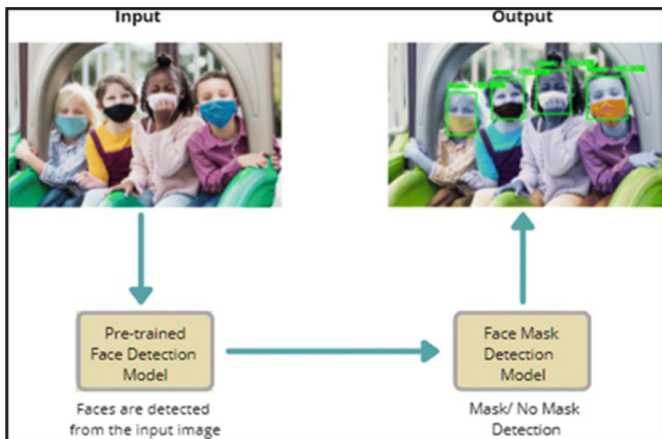 Input
Output
Pre-trained
Face Detection
Model
Face Mask
Detection
Model
Faces are detected
from the input image
Mask/ No Mask
Detection